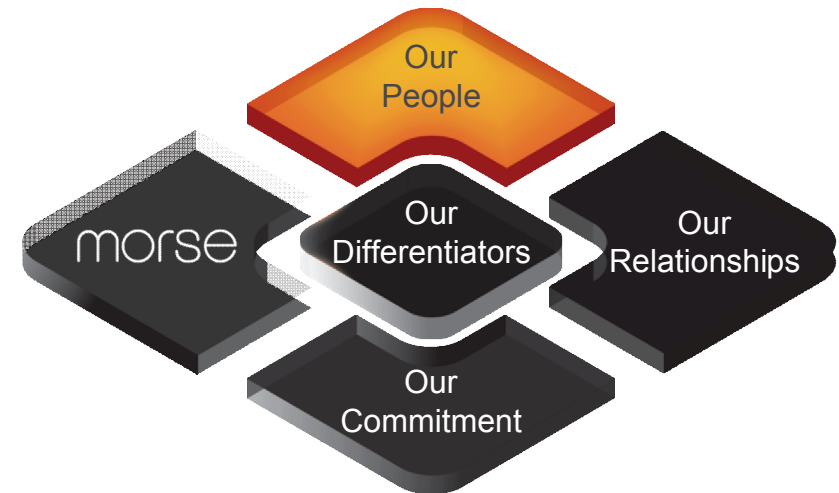 Our
People
morse
Our
Differentiators
Our
Relationships
Our
Commitment